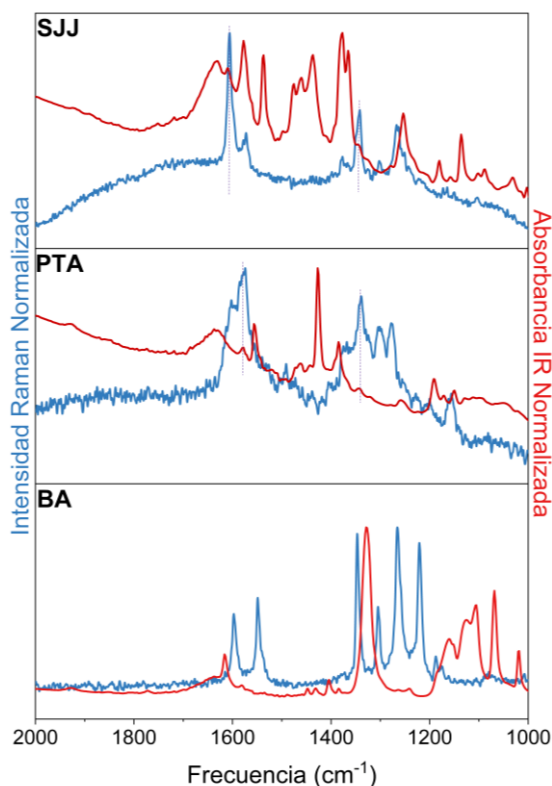 SJJ
PTA
BA
Intensidad Raman Normalizada
Absorbancia IR Normalizada
2000 1800 1600 1400 1200 1000
Frecuencia (cm⁻¹)